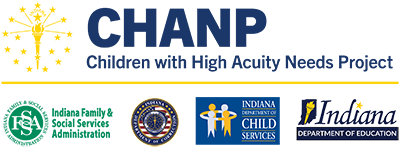 CHANP
Children with High Acuity Needs Project
FSSA
Indiana Family &
Social Services
Administration
INDIANA
DEPARTMENT OF
CHILD
SERVICES
Indiana
DEPARTMENT OF EDUCATION